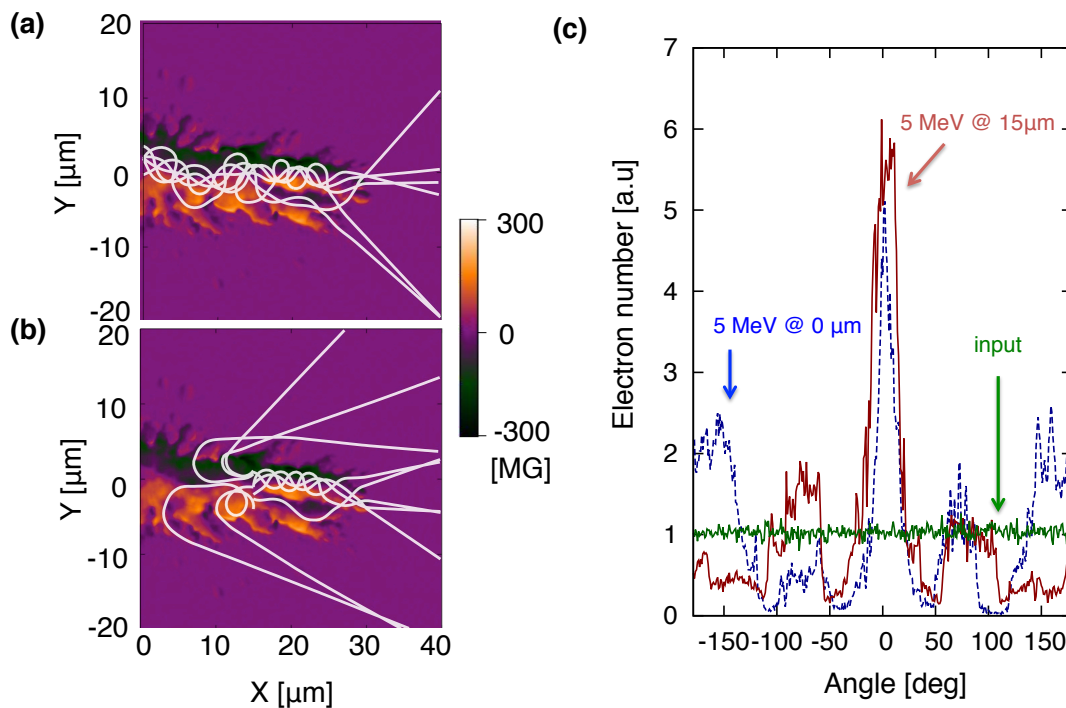 (a)
20
10
0
-10
-20
Y [µm]
(b)
20
10
0
-10
-20
Y [µm]
0 10 20 30 40
X [µm]
300
0
-300
[MG]
(c)
7
6
5
4
3
2
1
0
Electron number [a.u]
5 MeV @ 15µm
5 MeV @ 0 µm
input
-150 -100 -50 0 50 100 150
Angle [deg]